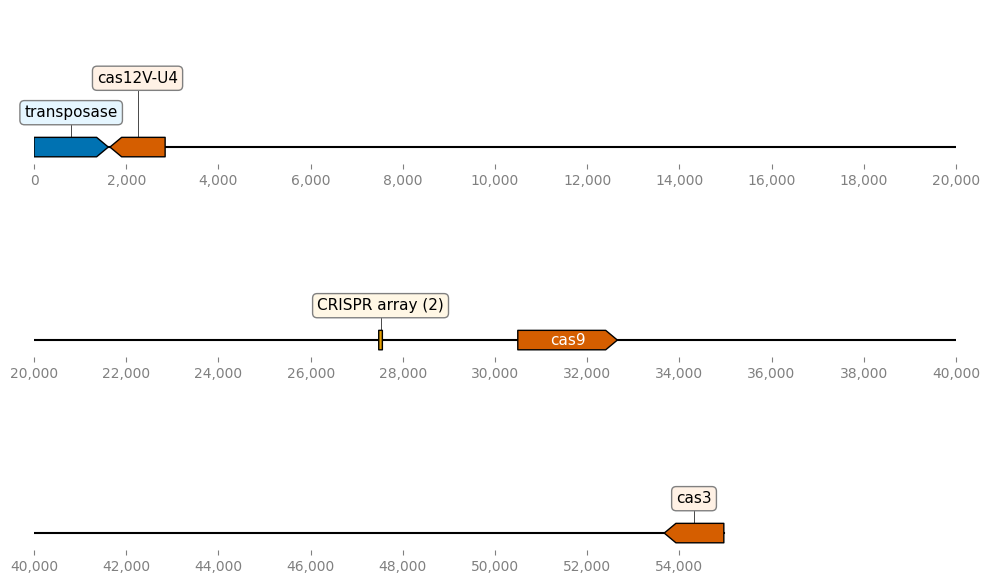 cas12V-U4
transposase
0 2,000 4,000 6,000 8,000 10,000 12,000 14,000 16,000 18,000 20,000
CRISPR array (2)
cas9
20,000 22,000 24,000 26,000 28,000 30,000 32,000 34,000 36,000 38,000 40,000
cas3
40,000 42,000 44,000 46,000 48,000 50,000 52,000 54,000